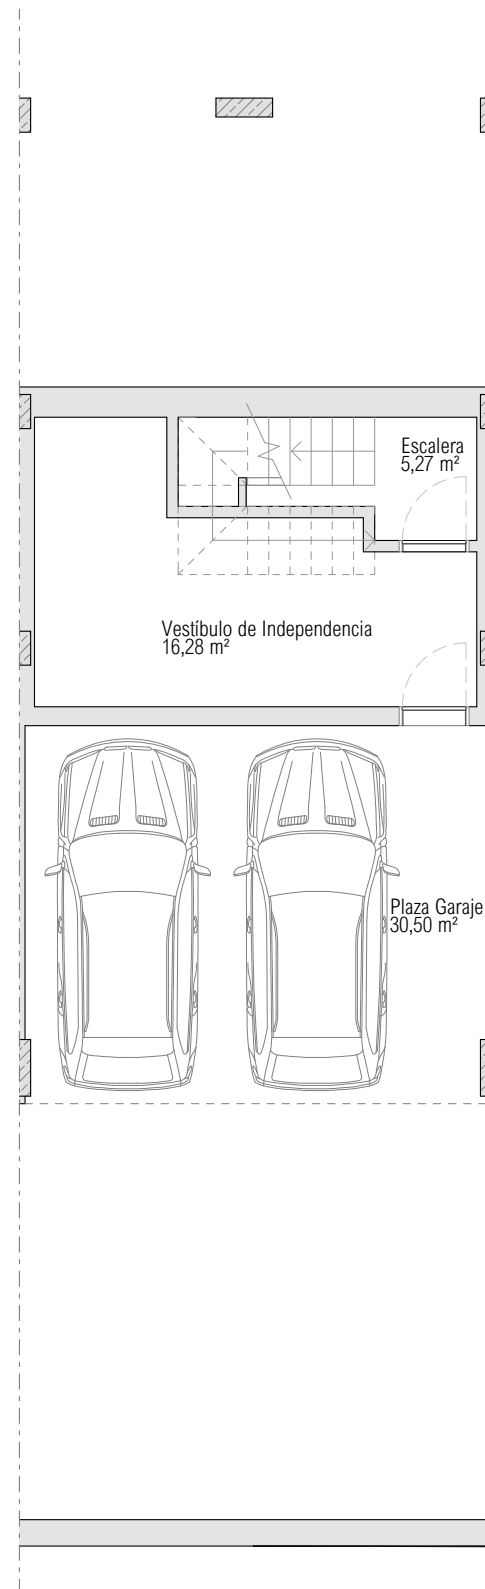 Escalera
5,27 m²
Vestíbulo de Independencia
16,28 m²
Plaza Garaje
30,50 m²